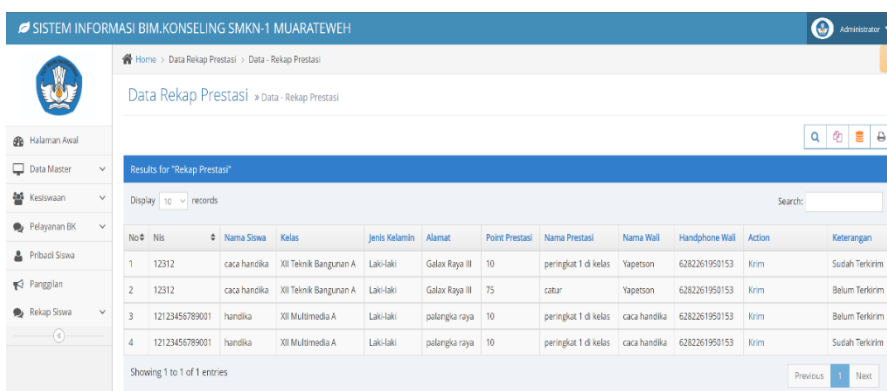 SISTEM INFORMASI BIM.KONSELING SMKN-1 MUARATEWEH Administrator
Home > Data Rekap Prestasi > Data - Rekap Prestasi
Data Rekap Prestasi » Data - Rekap Prestasi
Halaman Awal
Data Master
Kesiswaan
Pelayanan BK
Pribadi Siswa
Panggilan
Rekap Siswa
Results for "Rekap Prestasi"
Display 10 records Search:
No Nis Nama Siswa Kelas Jenis Kelamin Alamat Point Prestasi Nama Prestasi Nama Wali Handphone Wali Action Keterangan
1 12312 caca handika XII Teknik Bangunan A Laki-laki Galax Raya III 10 peringkat 1 di kelas Yapetson 6282261950153 Krim Sudah Terkirim
2 12312 caca handika XII Teknik Bangunan A Laki-laki Galax Raya III 75 catur Yapetson 6282261950153 Krim Belum Terkirim
3 12123456789001 handika XII Multimedia A Laki-laki palangka raya 10 peringkat 1 di kelas caca handika 6282261950153 Krim Belum Terkirim
4 12123456789001 handika XII Multimedia A Laki-laki palangka raya 10 peringkat 1 di kelas caca handika 6282261950153 Krim Sudah Terkirim
Showing 1 to 1 of 1 entries
Previous 1 Next